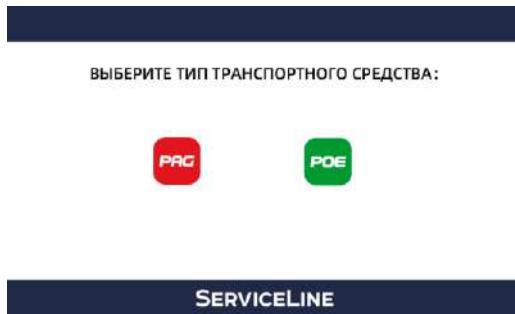 ВЫБЕРИТЕ ТИП ТРАНСПОРТНОГО СРЕДСТВА:
PAG POE
SERVICELINE